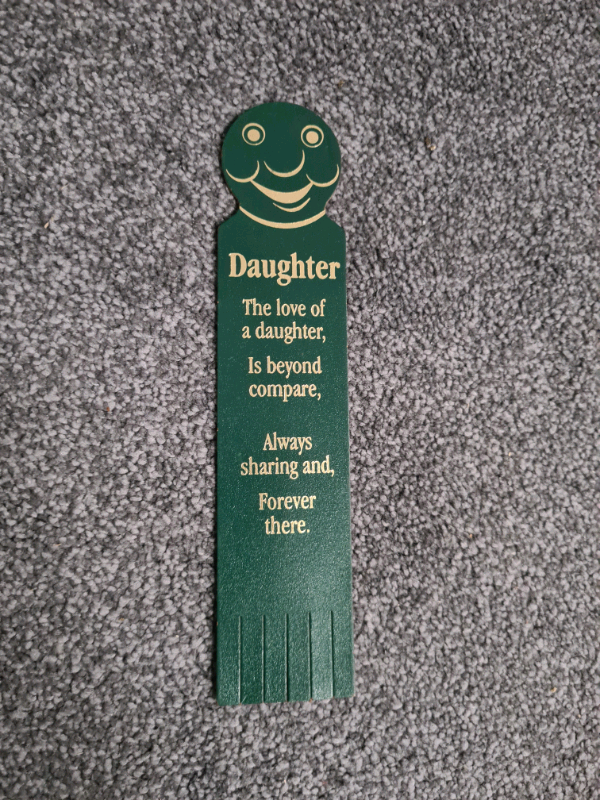 Daughter
The love of
a daughter,
Is beyond
compare,
Always
sharing and,
Forever
there.